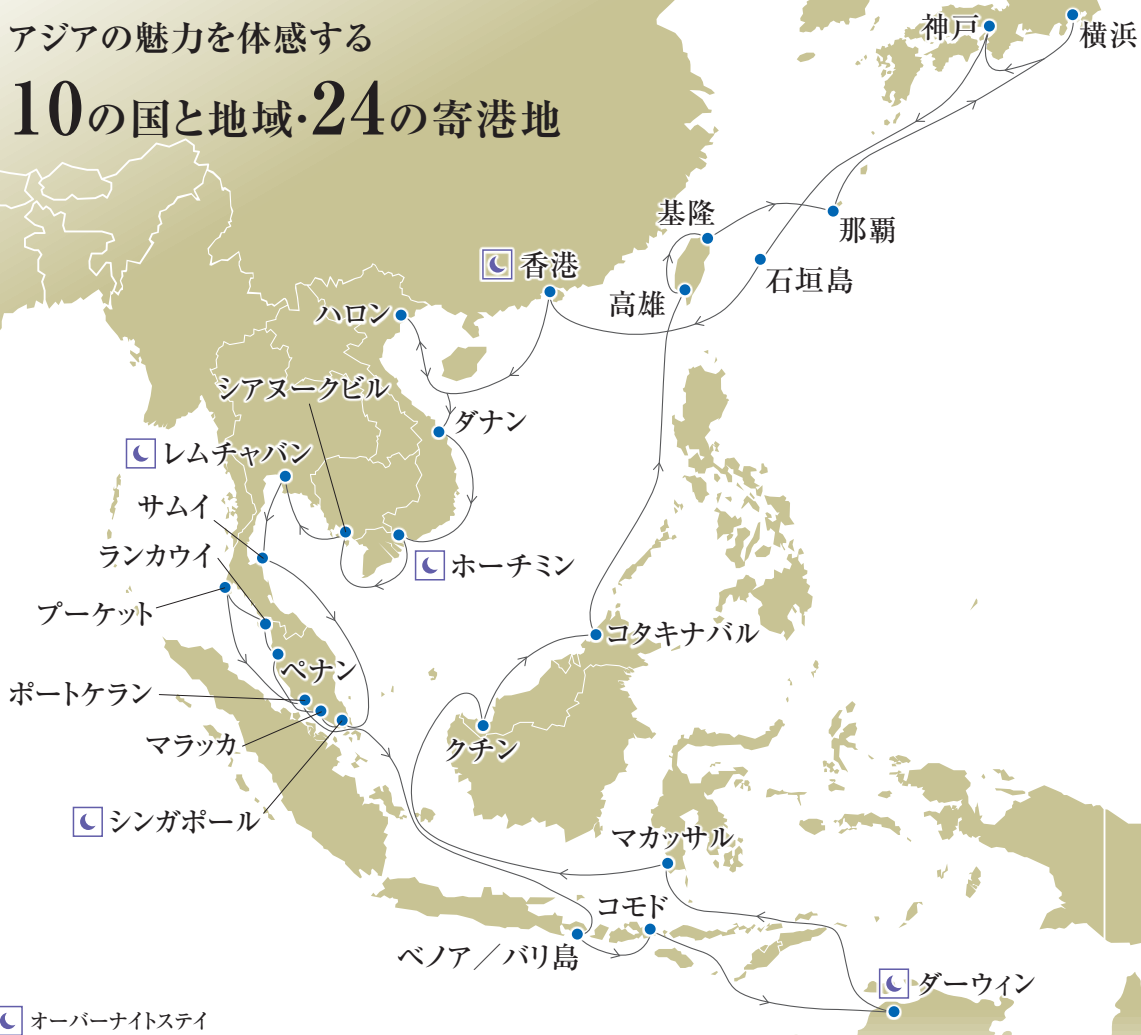 アジアの魅力を体感する
10の国と地域・24の寄港地
神戸
横浜
基隆
那覇
香港
石垣島
高雄
ハロン
シアヌークビル
ダナン
レムチャバン
サムイ
ランカウイ
ホーチミン
プーケット
コタキナバル
ペナン
ポートケラン
マラッカ
クチン
シンガポール
マカッサル
コモド
ベノア／バリ島
ダーウィン
オーバーナイトステイ